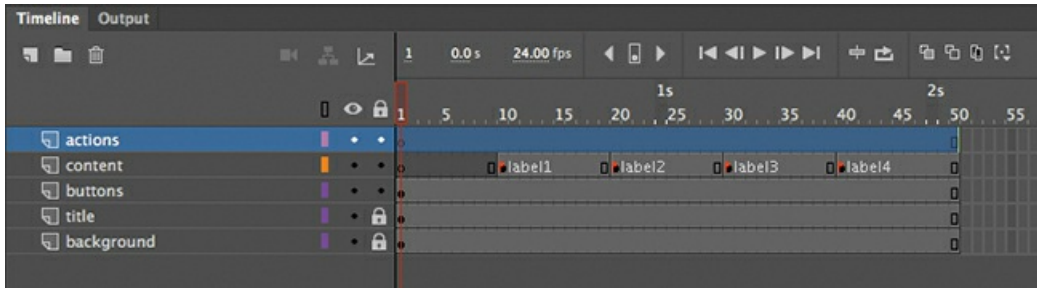 Timeline Output
1 0.0 s 24.00 fps
1s 2s
1 5 10 15 20 25 30 35 40 45 50 55
actions
content label1 label2 label3 label4
buttons
title
background